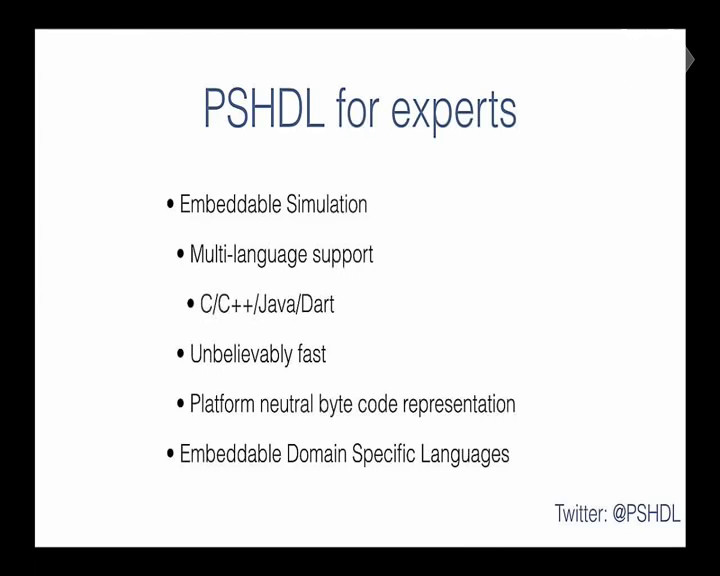 PSHDL for experts
• Embeddable Simulation
• Multi-language support
• C/C++/Java/Dart
• Unbelievably fast
• Platform neutral byte code representation
• Embeddable Domain Specific Languages
Twitter: @PSHDL